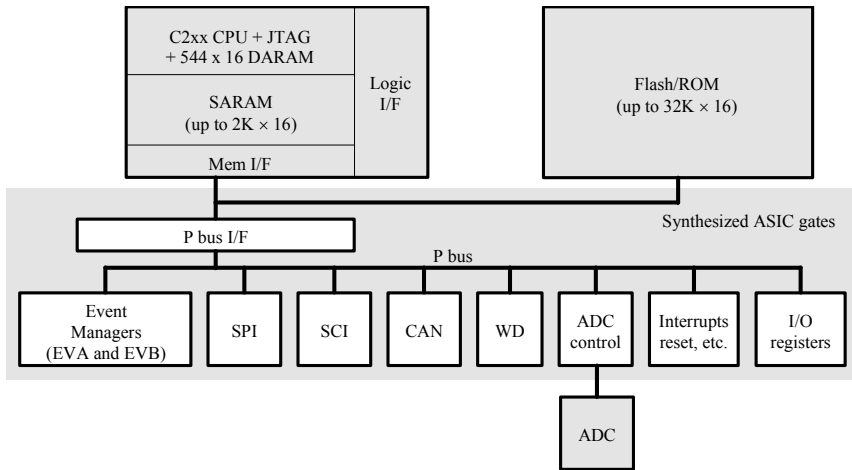 C2xx CPU + JTAG
+ 544 x 16 DARAM
Logic
I/F
SARAM
(up to 2K × 16)
Mem I/F
Flash/ROM
(up to 32K × 16)
Synthesized ASIC gates
P bus I/F
P bus
Event
Managers
(EVA and EVB)
SPI
SCI
CAN
WD
ADC
control
Interrupts
reset, etc.
I/O
registers
ADC